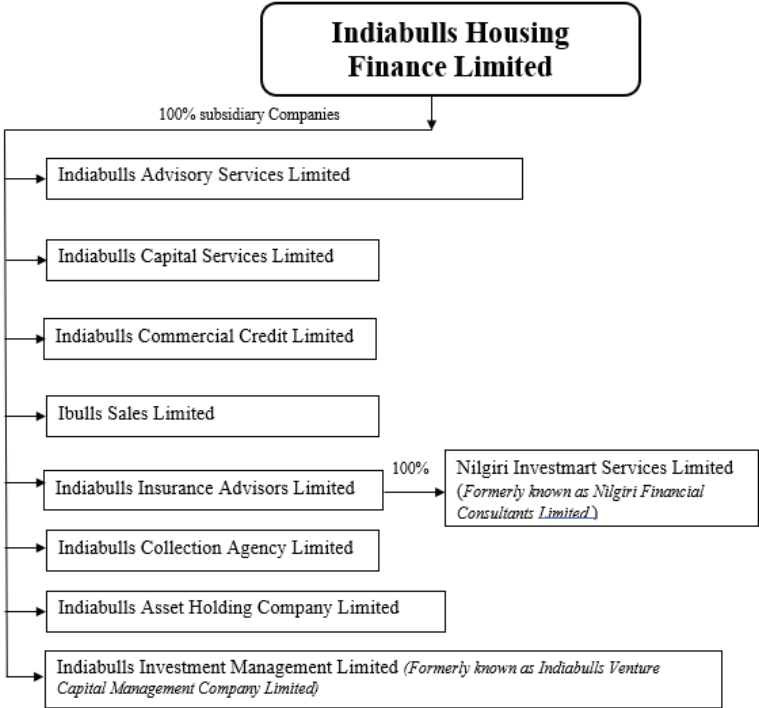 Indiabulls Housing
Finance Limited
100% subsidiary Companies
Indiabulls Advisory Services Limited
Indiabulls Capital Services Limited
Indiabulls Commercial Credit Limited
Ibulls Sales Limited
Indiabulls Insurance Advisors Limited
100%
Nilgiri Investmart Services Limited
(Formerly known as Nilgiri Financial
Consultants Limited )
Indiabulls Collection Agency Limited
Indiabulls Asset Holding Company Limited
Indiabulls Investment Management Limited (Formerly known as Indiabulls Venture
Capital Management Company Limited)